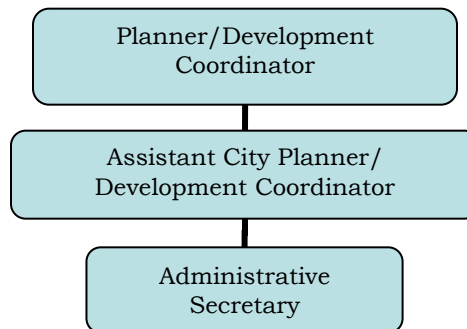 Planner/Development
Coordinator
Assistant City Planner/
Development Coordinator
Administrative
Secretary